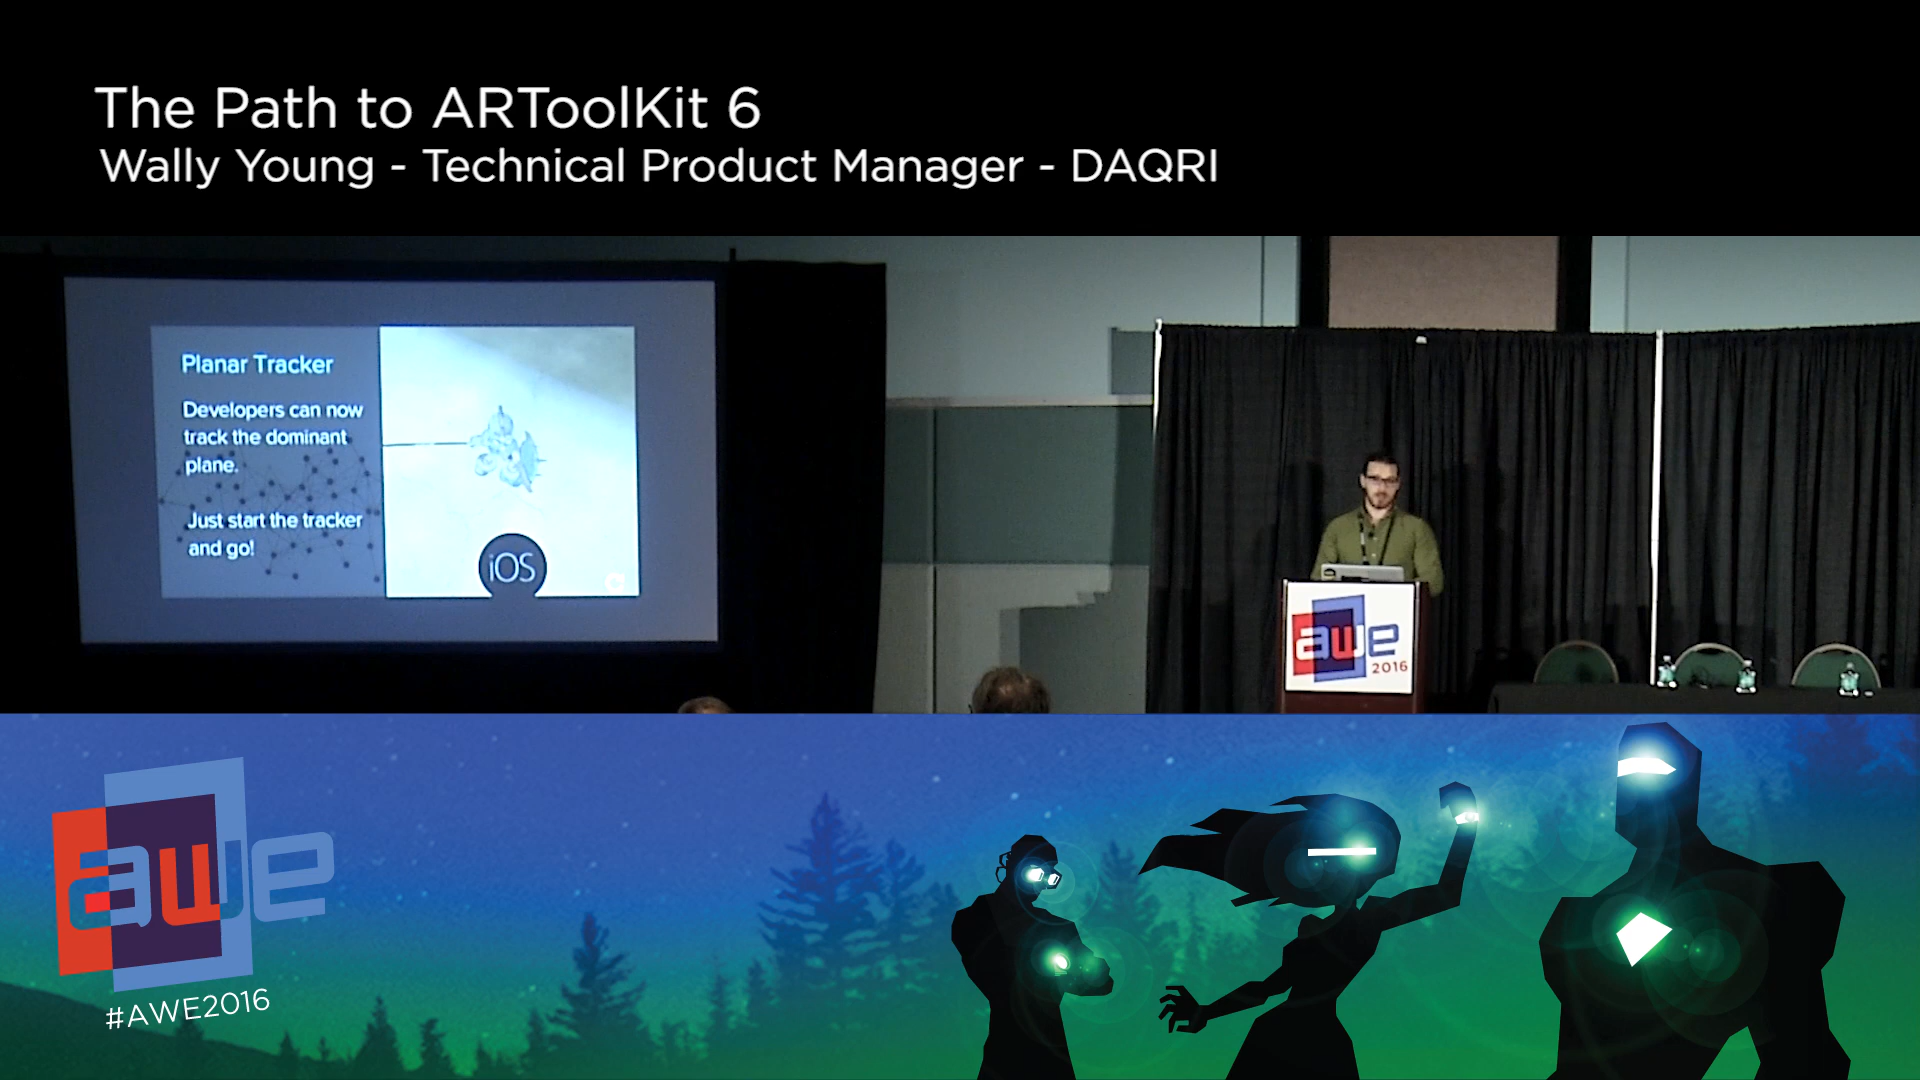 The Path to ARToolKit 6
Wally Young - Technical Product Manager - DAQRI
Planar Tracker
Developers can now
track the dominant
plane.
Just start the tracker
and go!
iOS
awe
2016
awe
#AWE2016